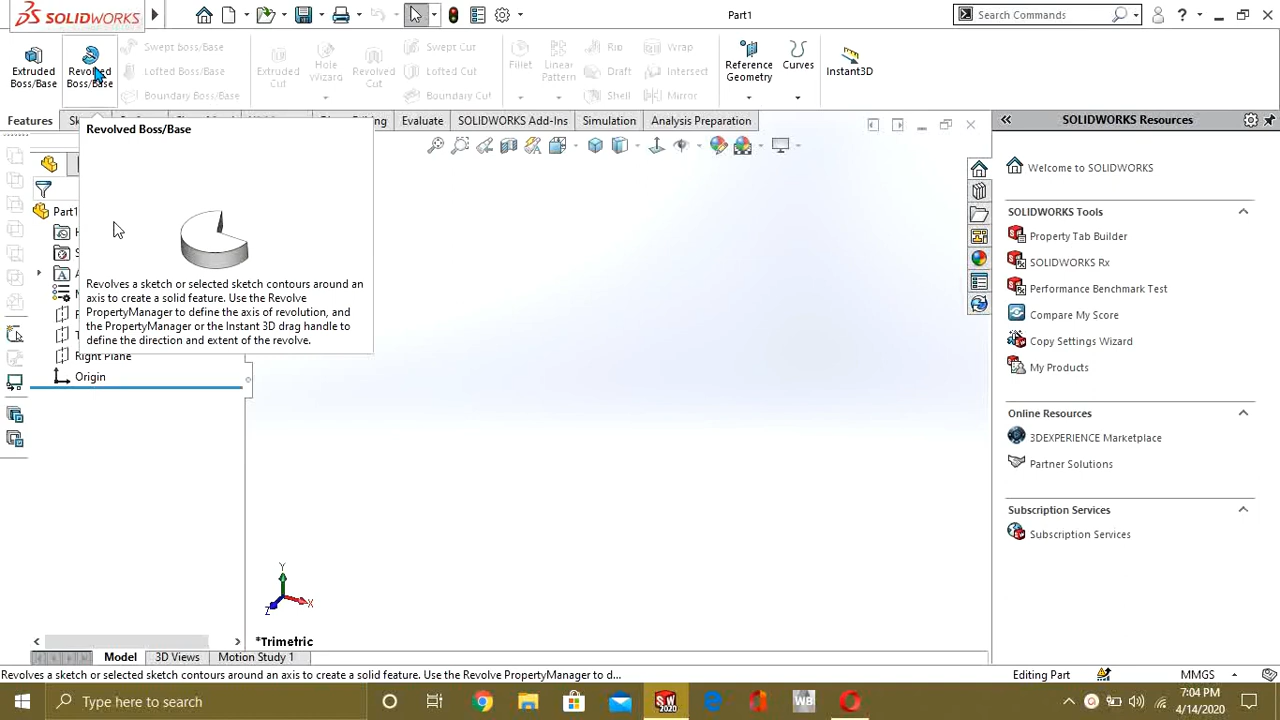 SOLIDWORKS
Part1
Search Commands
Extruded Boss/Base
Revolved Boss/Base
Swept Boss/Base
Lofted Boss/Base
Boundary Boss/Base
Extruded Cut
Hole Wizard
Revolved Cut
Swept Cut
Lofted Cut
Boundary Cut
Fillet
Linear Pattern
Rib
Draft
Shell
Wrap
Intersect
Mirror
Reference Geometry
Curves
Instant3D
Features
Evaluate
SOLIDWORKS Add-Ins
Simulation
Analysis Preparation
Revolved Boss/Base
Revolves a sketch or selected sketch contours around an
axis to create a solid feature. Use the Revolve
PropertyManager to define the axis of revolution, and
the PropertyManager or the Instant 3D drag handle to
define the direction and extent of the revolve.
Part1
Right Plane
Origin
SOLIDWORKS Resources
Welcome to SOLIDWORKS
SOLIDWORKS Tools
Property Tab Builder
SOLIDWORKS Rx
Performance Benchmark Test
Compare My Score
Copy Settings Wizard
My Products
Online Resources
3DEXPERIENCE Marketplace
Partner Solutions
Subscription Services
Subscription Services
Y
X
Z
*Trimetric
Model
3D Views
Motion Study 1
Revolves a sketch or selected sketch contours around an axis to create a solid feature. Use the Revolve PropertyManager to d...
Editing Part
MMGS
Type here to search
SW
2020
WB
7:04 PM
4/14/2020